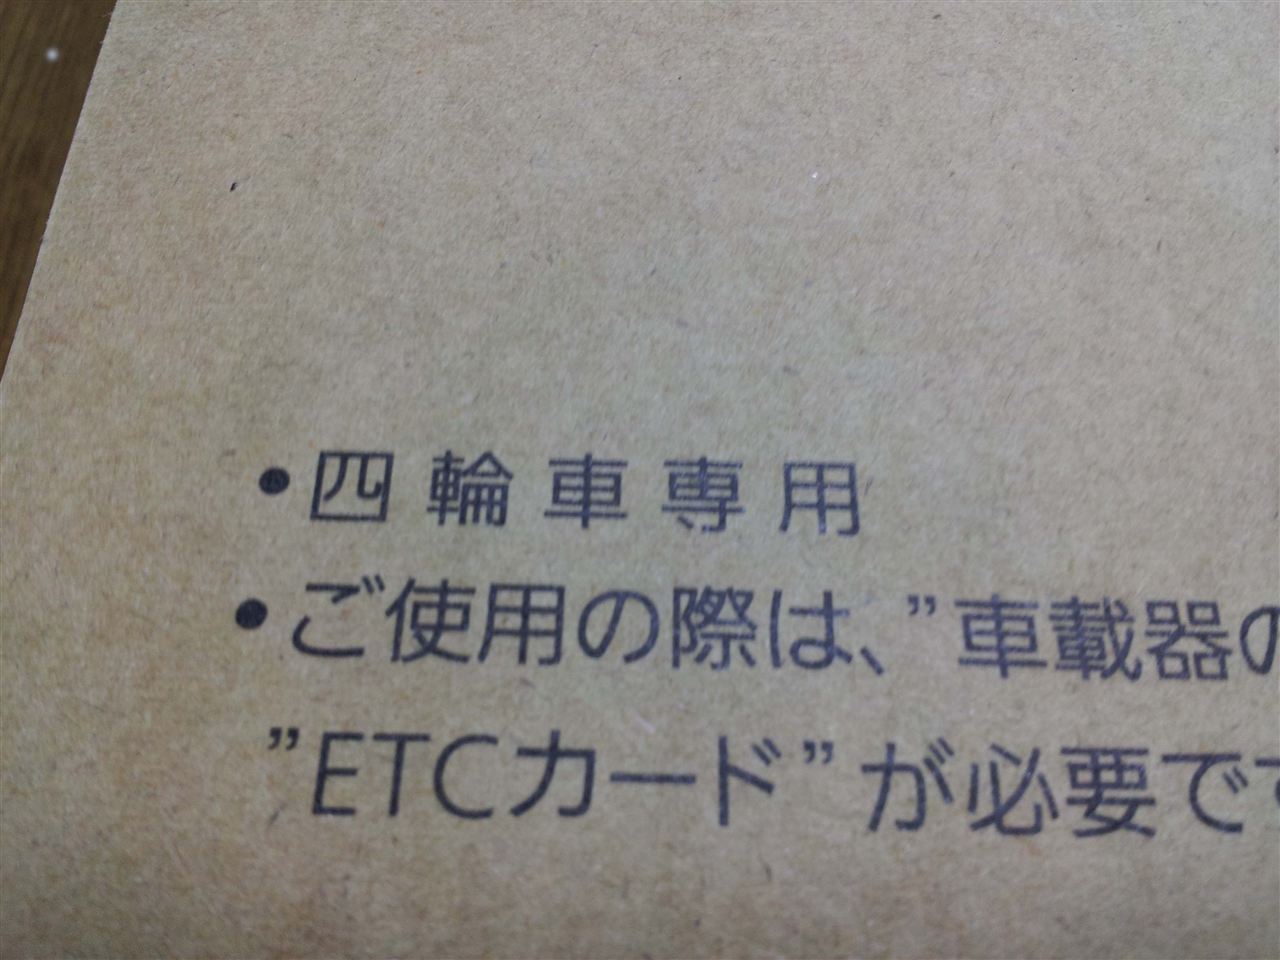 •四輪車専用
•ご使用の際は、”車載器の
”ETCカード”が必要で